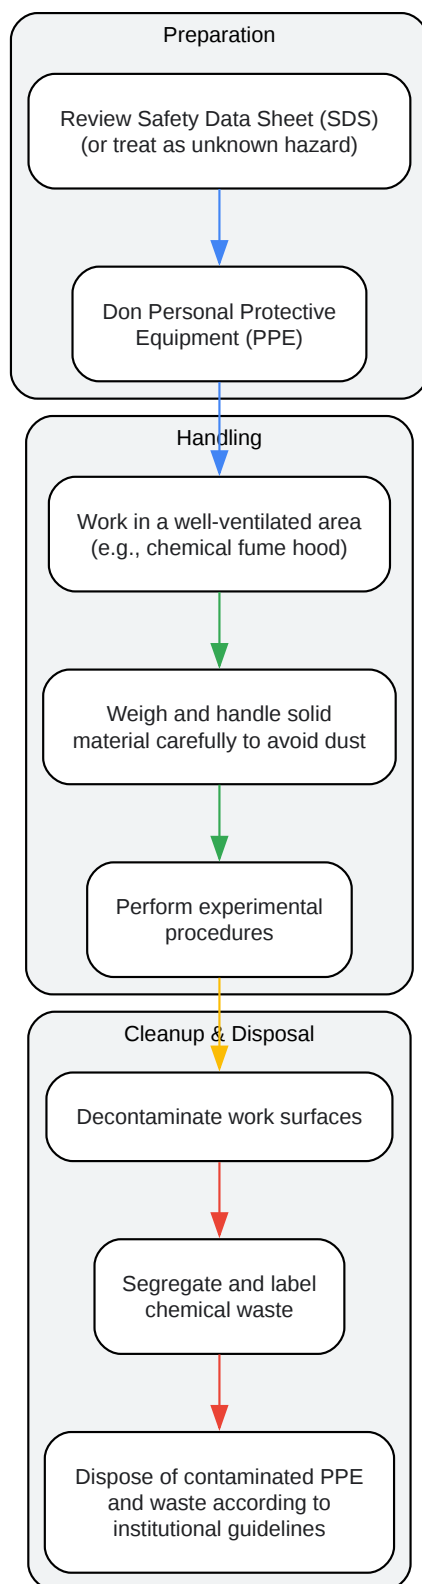 Preparation
Review Safety Data Sheet (SDS)
(or treat as unknown hazard)
Don Personal Protective
Equipment (PPE)
Handling
Work in a well-ventilated area
(e.g., chemical fume hood)
Weigh and handle solid
material carefully to avoid dust
Perform experimental
procedures
Cleanup & Disposal
Decontaminate work surfaces
Segregate and label
chemical waste
Dispose of contaminated PPE
and waste according to
institutional guidelines